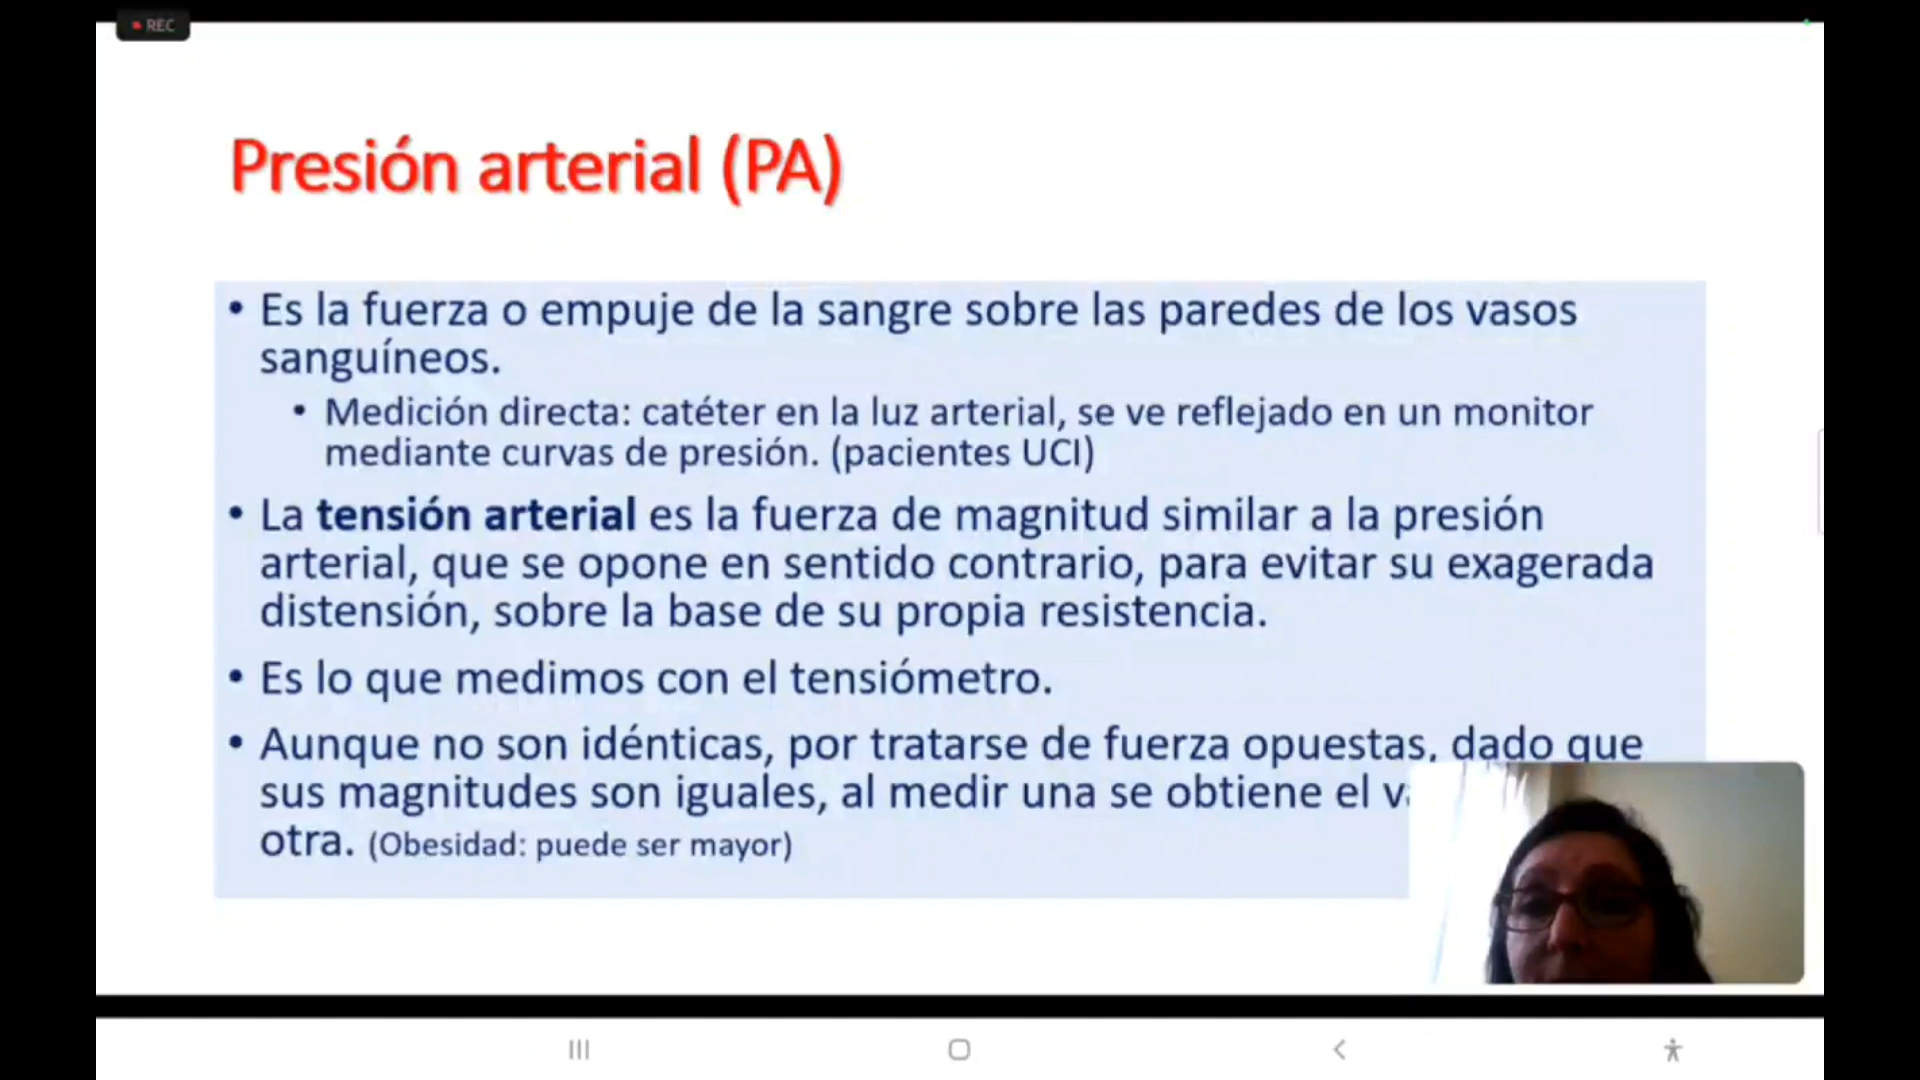 REC
Presión arterial (PA)
• Es la fuerza o empuje de la sangre sobre las paredes de los vasos
sanguíneos.
• Medición directa: catéter en la luz arterial, se ve reflejado en un monitor
mediante curvas de presión. (pacientes UCI)
• La tensión arterial es la fuerza de magnitud similar a la presión
arterial, que se opone en sentido contrario, para evitar su exagerada
distensión, sobre la base de su propia resistencia.
• Es lo que medimos con el tensiómetro.
• Aunque no son idénticas, por tratarse de fuerza opuestas, dado que
sus magnitudes son iguales, al medir una se obtiene el
otra. (Obesidad: puede ser mayor)